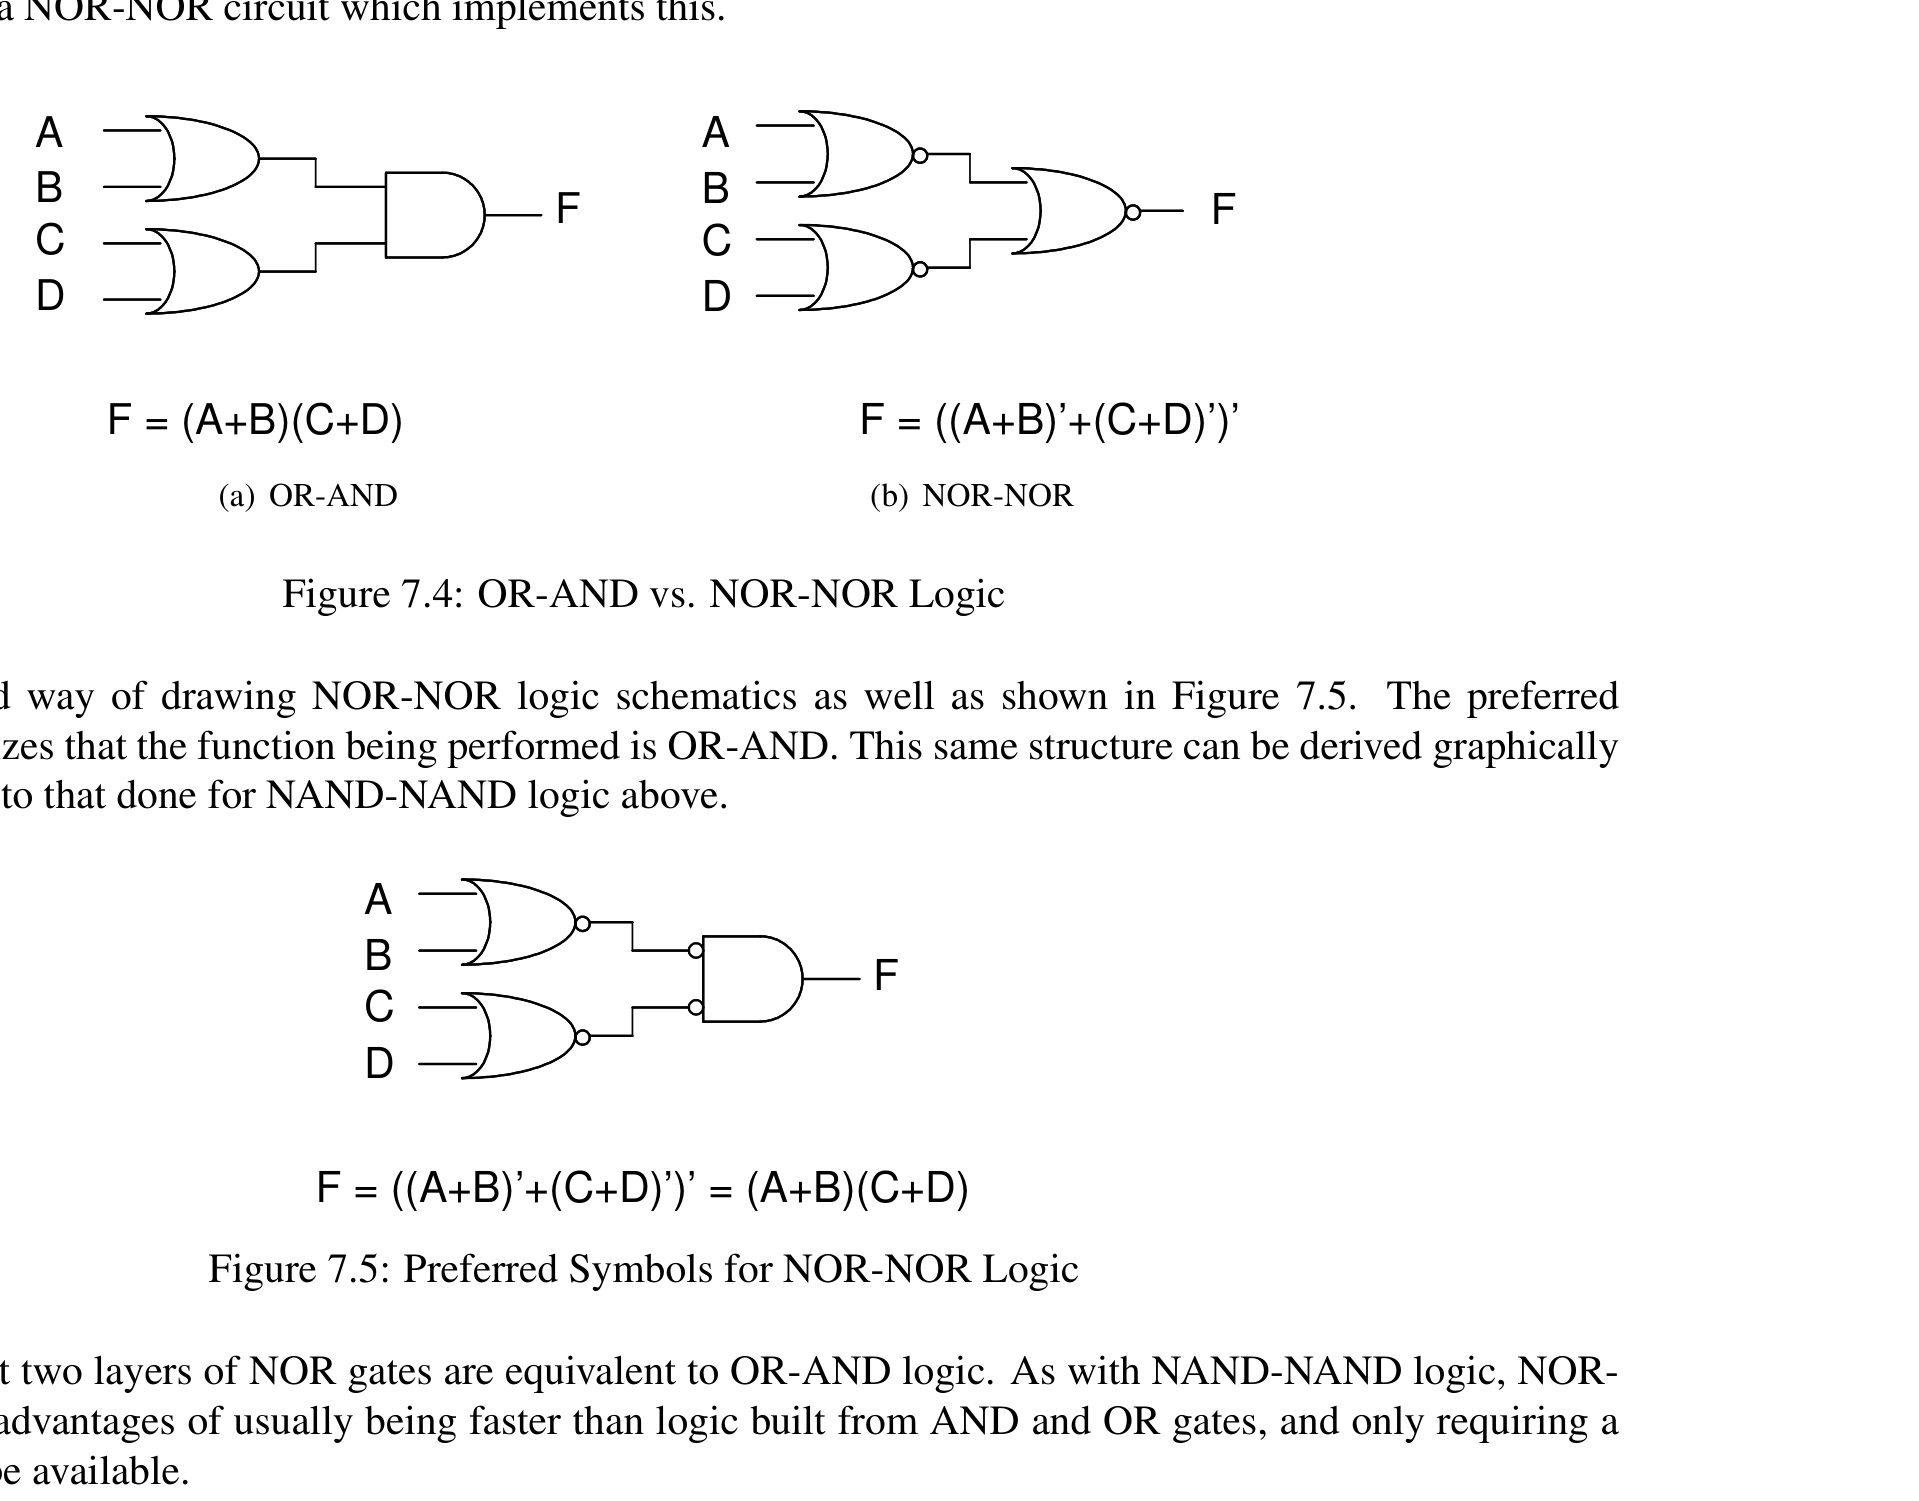 a NOR-NOR circuit which implements this.
A
B
C
D
F
A
B
C
D
F
F = (A+B)(C+D)
F = ((A+B)’+(C+D)’)’
(a) OR-AND
(b) NOR-NOR
Figure 7.4: OR-AND vs. NOR-NOR Logic
d way of drawing NOR-NOR logic schematics as well as shown in Figure 7.5. The preferred
zes that the function being performed is OR-AND. This same structure can be derived graphically
to that done for NAND-NAND logic above.
A
B
C
D
F
F = ((A+B)’+(C+D)’)’ = (A+B)(C+D)
Figure 7.5: Preferred Symbols for NOR-NOR Logic
t two layers of NOR gates are equivalent to OR-AND logic. As with NAND-NAND logic, NOR-
advantages of usually being faster than logic built from AND and OR gates, and only requiring a
be available.